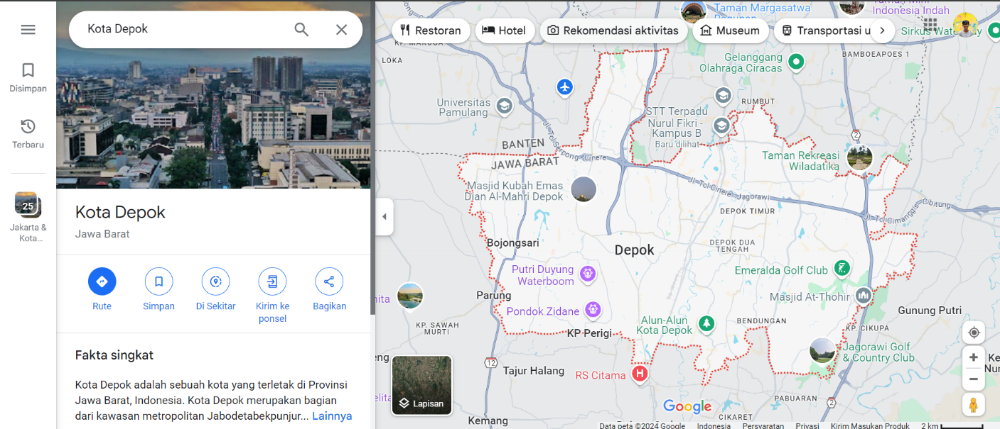 Kota Depok
Disimpan
Terbaru
25
Jakarta &
Kota...
Kota Depok
Jawa Barat
Rute
Simpan
Di Sekitar
Kirim ke
ponsel
Bagikan
Fakta singkat
Kota Depok adalah sebuah kota yang terletak di Provinsi
Jawa Barat, Indonesia. Kota Depok merupakan bagian
dari kawasan metropolitan Jabodetabekpunjur... Lainnya
Restoran
Hotel
Rekomendasi aktivitas
Museum
Transportasi u
Taman Margasatwa
Indonesia Indah
LOKA
BAMBOEAPOES 1
Gelanggang
Olahraga Ciracas
Universitas
Pamulang
RUMBUT
STT Terpadu
Nurul Fikri -
Kampus B
Baru dilihat
Jl. Tol Serpong - Cinere
2
BANTEN
JAWA BARAT
Taman Rekreasi
Wiladatika
Masjid Kubah Emas
Dian Al-Mahri Depok
Jl. Tol Cinere - Jagorawi
Jl. Tol Cimanggis - Cibitung
DEPOK TIMUR
Bojongsari
Depok
DEPOK DUA
TENGAH
Putri Duyung
Waterboom
Emeralda Golf Club
Parung
Masjid At-Thohir
Pondok Zidane
Gunung Putri
Alun-Alun
Kota Depok
BENDUNGAN
KP. SAWAH
MURTI
KP Perigi
KP. CIKUPA
Jagorawi Golf
& Country Club
12
Tajur Halang
RS Citama
H
Lapisan
PABUARAN
2
Google
CIKARET
Kemang
Data peta ©2024 Google
Indonesia
Persyaratan
Privasi
Kirim Masukan Produk
2 km